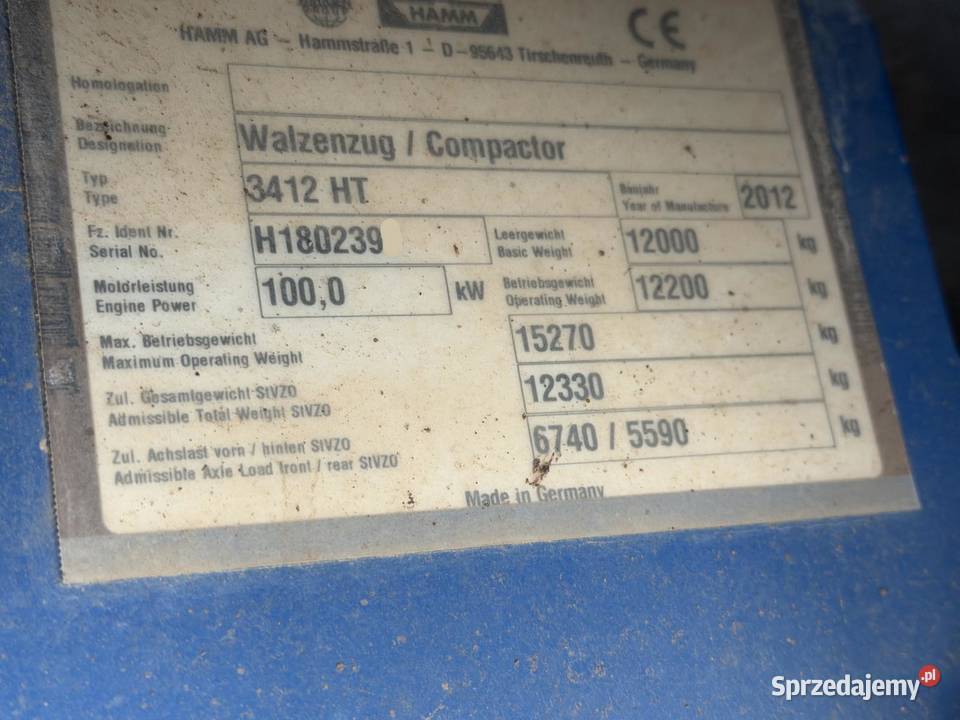 HAMM
CE
HAMM AG – Hammstraße 1 – D-95643 Tirschenreuth – Germany
Homologation
Bezeichnung
Designation
Walzenzug / Compactor
Typ
Type
3412 HT
Baujahr
Year of Manufacture
2012
Fz. Ident Nr.
Serial No.
H180239
Leergewicht
Basic Weight
12000 kg
Motorleistung
Engine Power
100,0 kW
Betriebsgewicht
Operating Weight
12200 kg
Max. Betriebsgewicht
Maximum Operating Weight
15270 kg
Zul. Gesamtgewicht StVZO
Admissible Total Weight StVZO
12330 kg
Zul. Achslast vorn / hinten StVZO
Admissible Axle Load front / rear StVZO
6740 / 5590 kg
Made in Germany
Sprzedajemy.pl